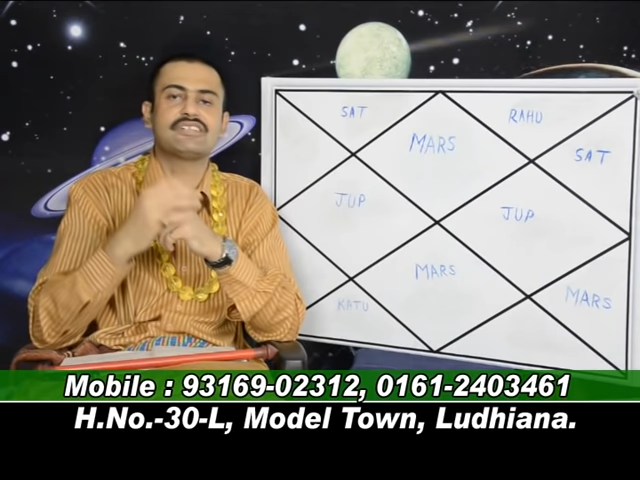 SAT
RAHU
MARS
SAT
JUP
JUP
MARS
KATU
MARS
Mobile : 93169-02312, 0161-2403461
H.No.-30-L, Model Town, Ludhiana.